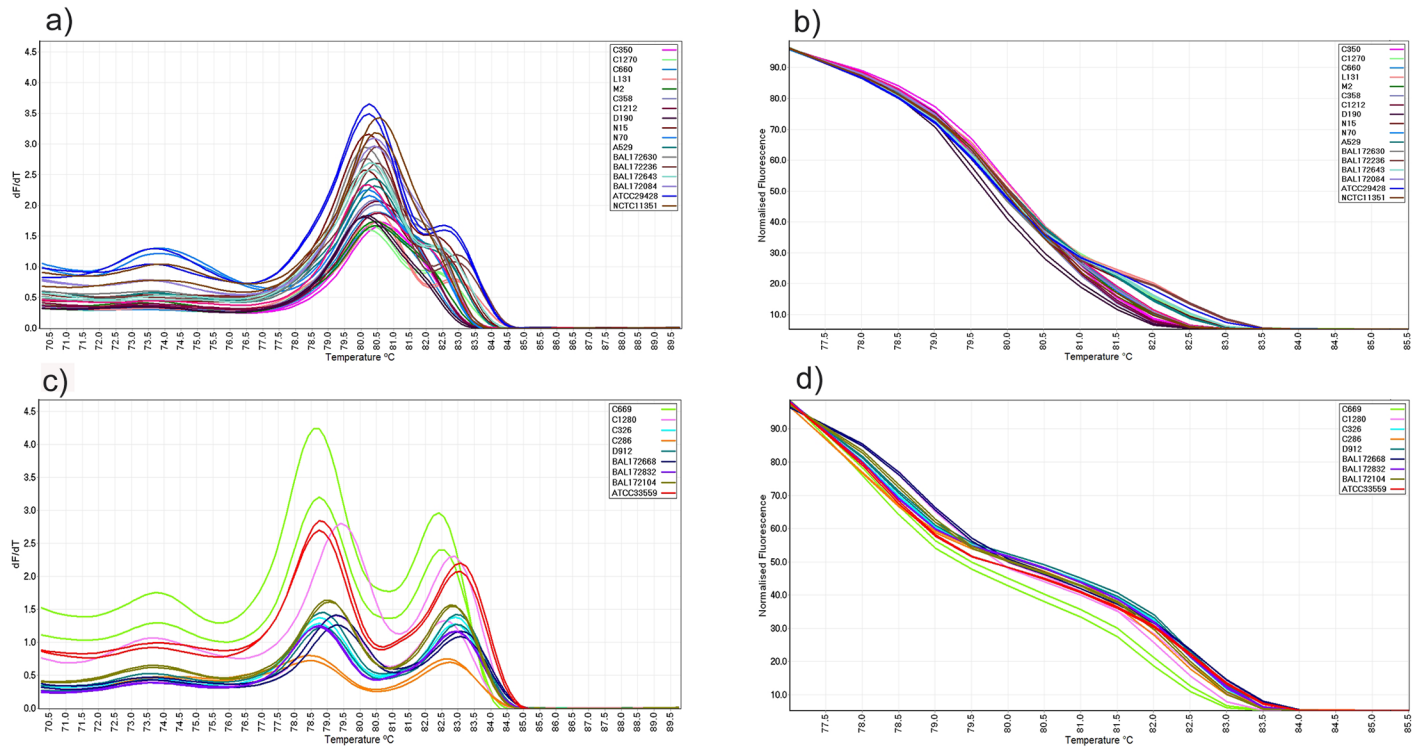 a)
b)
4.5
4.0
3.5
3.0
2.5
2.0
1.5
1.0
0.5
0.0
dF/dT
C350
C1270
C660
L131
M2
C358
C1212
D190
N15
N70
A529
BAL172630
BAL172236
BAL172643
BAL172084
ATCC29428
NCTC11351
70.5 71.0 71.5 72.0 72.5 73.0 73.5 74.0 74.5 75.0 75.5 76.0 76.5 77.0 77.5 78.0 78.5 79.0 79.5 80.0 80.5 81.0 81.5 82.0 82.5 83.0 83.5 84.0 84.5 85.0 85.5 86.0 86.5 87.0 87.5 88.0 88.5 89.0 89.5
Temperature ºC
90.0
80.0
70.0
60.0
50.0
40.0
30.0
20.0
10.0
Normalised Fluorescence
C350
C1270
C660
L131
M2
C358
C1212
D190
N15
N70
A529
BAL172630
BAL172236
BAL172643
BAL172084
ATCC29428
NCTC11351
77.5 78.0 78.5 79.0 79.5 80.0 80.5 81.0 81.5 82.0 82.5 83.0 83.5 84.0 84.5 85.0 85.5
Temperature ºC
c)
d)
4.5
4.0
3.5
3.0
2.5
2.0
1.5
1.0
0.5
0.0
dF/dT
C669
C1280
C326
C286
D912
BAL172668
BAL172832
BAL172104
ATCC33559
70.5 71.0 71.5 72.0 72.5 73.0 73.5 74.0 74.5 75.0 75.5 76.0 76.5 77.0 77.5 78.0 78.5 79.0 79.5 80.0 80.5 81.0 81.5 82.0 82.5 83.0 83.5 84.0 84.5 85.0 85.5 86.0 86.5 87.0 87.5 88.0 88.5 89.0 89.5
Temperature ºC
90.0
80.0
70.0
60.0
50.0
40.0
30.0
20.0
10.0
Normalised Fluorescence
C669
C1280
C326
C286
D912
BAL172668
BAL172832
BAL172104
ATCC33559
77.5 78.0 78.5 79.0 79.5 80.0 80.5 81.0 81.5 82.0 82.5 83.0 83.5 84.0 84.5 85.0 85.5
Temperature ºC